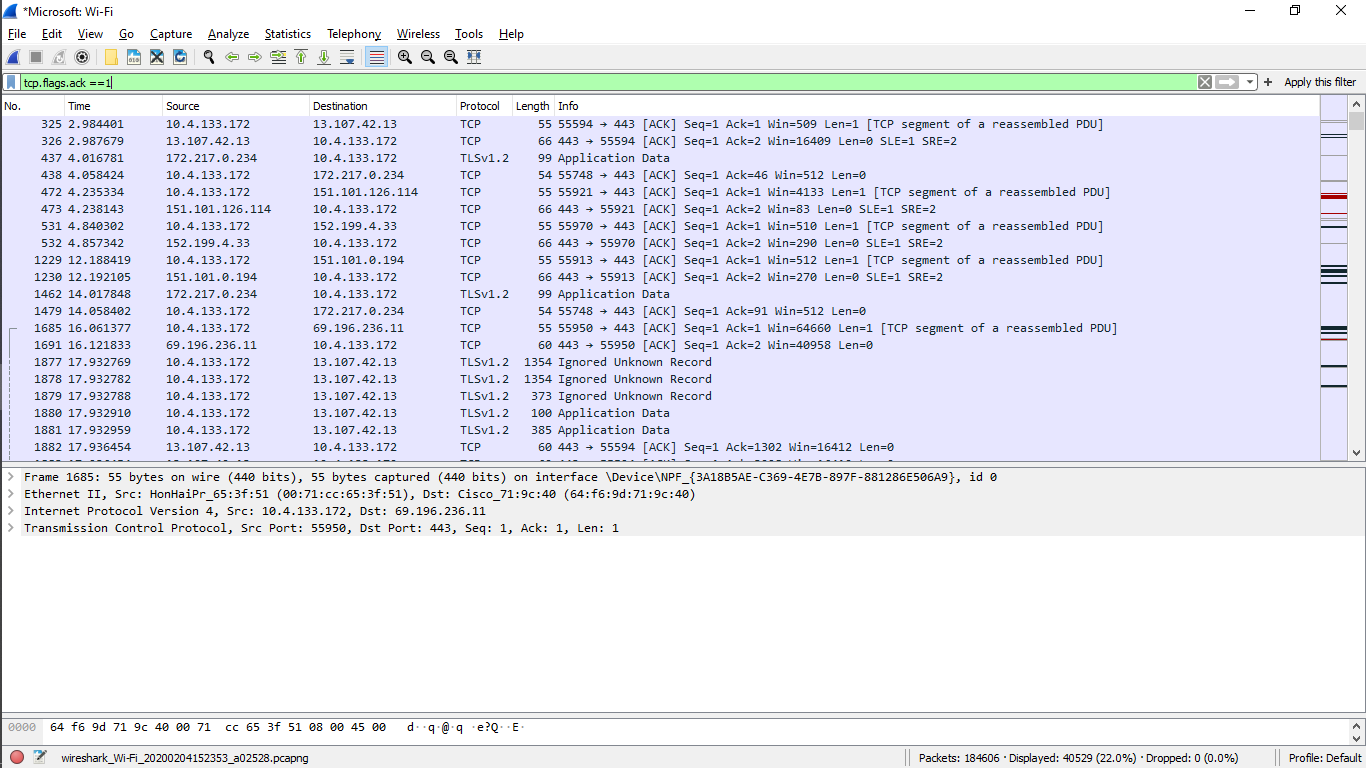 *Microsoft: Wi-Fi
File Edit View Go Capture Analyze Statistics Telephony Wireless Tools Help
tcp.flags.ack ==1 + Apply this filter
No. Time Source Destination Protocol Length Info
325 2.984401 10.4.133.172 13.107.42.13 TCP 55 55594 → 443 [ACK] Seq=1 Ack=1 Win=509 Len=1 [TCP segment of a reassembled PDU]
326 2.987679 13.107.42.13 10.4.133.172 TCP 66 443 → 55594 [ACK] Seq=1 Ack=2 Win=16409 Len=0 SLE=1 SRE=2
437 4.016781 172.217.0.234 10.4.133.172 TLSv1.2 99 Application Data
438 4.058424 10.4.133.172 172.217.0.234 TCP 54 55748 → 443 [ACK] Seq=1 Ack=46 Win=512 Len=0
472 4.235334 10.4.133.172 151.101.126.114 TCP 55 55921 → 443 [ACK] Seq=1 Ack=1 Win=4133 Len=1 [TCP segment of a reassembled PDU]
473 4.238143 151.101.126.114 10.4.133.172 TCP 66 443 → 55921 [ACK] Seq=1 Ack=2 Win=83 Len=0 SLE=1 SRE=2
531 4.840302 10.4.133.172 152.199.4.33 TCP 55 55970 → 443 [ACK] Seq=1 Ack=1 Win=510 Len=1 [TCP segment of a reassembled PDU]
532 4.857342 152.199.4.33 10.4.133.172 TCP 66 443 → 55970 [ACK] Seq=1 Ack=2 Win=290 Len=0 SLE=1 SRE=2
1229 12.188419 10.4.133.172 151.101.0.194 TCP 55 55913 → 443 [ACK] Seq=1 Ack=1 Win=512 Len=1 [TCP segment of a reassembled PDU]
1230 12.192105 151.101.0.194 10.4.133.172 TCP 66 443 → 55913 [ACK] Seq=1 Ack=2 Win=270 Len=0 SLE=1 SRE=2
1462 14.017848 172.217.0.234 10.4.133.172 TLSv1.2 99 Application Data
1479 14.058402 10.4.133.172 172.217.0.234 TCP 54 55748 → 443 [ACK] Seq=1 Ack=91 Win=512 Len=0
1685 16.061377 10.4.133.172 69.196.236.11 TCP 55 55950 → 443 [ACK] Seq=1 Ack=1 Win=64660 Len=1 [TCP segment of a reassembled PDU]
1691 16.121833 69.196.236.11 10.4.133.172 TCP 60 443 → 55950 [ACK] Seq=1 Ack=2 Win=40958 Len=0
1877 17.932769 10.4.133.172 13.107.42.13 TLSv1.2 1354 Ignored Unknown Record
1878 17.932782 10.4.133.172 13.107.42.13 TLSv1.2 1354 Ignored Unknown Record
1879 17.932788 10.4.133.172 13.107.42.13 TLSv1.2 373 Ignored Unknown Record
1880 17.932910 10.4.133.172 13.107.42.13 TLSv1.2 100 Application Data
1881 17.932959 10.4.133.172 13.107.42.13 TLSv1.2 385 Application Data
1882 17.936454 13.107.42.13 10.4.133.172 TCP 60 443 → 55594 [ACK] Seq=1 Ack=1302 Win=16412 Len=0
Frame 1685: 55 bytes on wire (440 bits), 55 bytes captured (440 bits) on interface \Device\NPF_{3A18B5AE-C369-4E7B-897F-881286E506A9}, id 0
Ethernet II, Src: HonHaiPr_65:3f:51 (00:71:cc:65:3f:51), Dst: Cisco_71:9c:40 (64:f6:9d:71:9c:40)
Internet Protocol Version 4, Src: 10.4.133.172, Dst: 69.196.236.11
Transmission Control Protocol, Src Port: 55950, Dst Port: 443, Seq: 1, Ack: 1, Len: 1
0000 64 f6 9d 71 9c 40 00 71 cc 65 3f 51 08 00 45 00 d··q·@·q ·e?Q··E·
wireshark_Wi-Fi_20200204152353_a02528.pcapng Packets: 184606 · Displayed: 40529 (22.0%) · Dropped: 0 (0.0%) Profile: Default